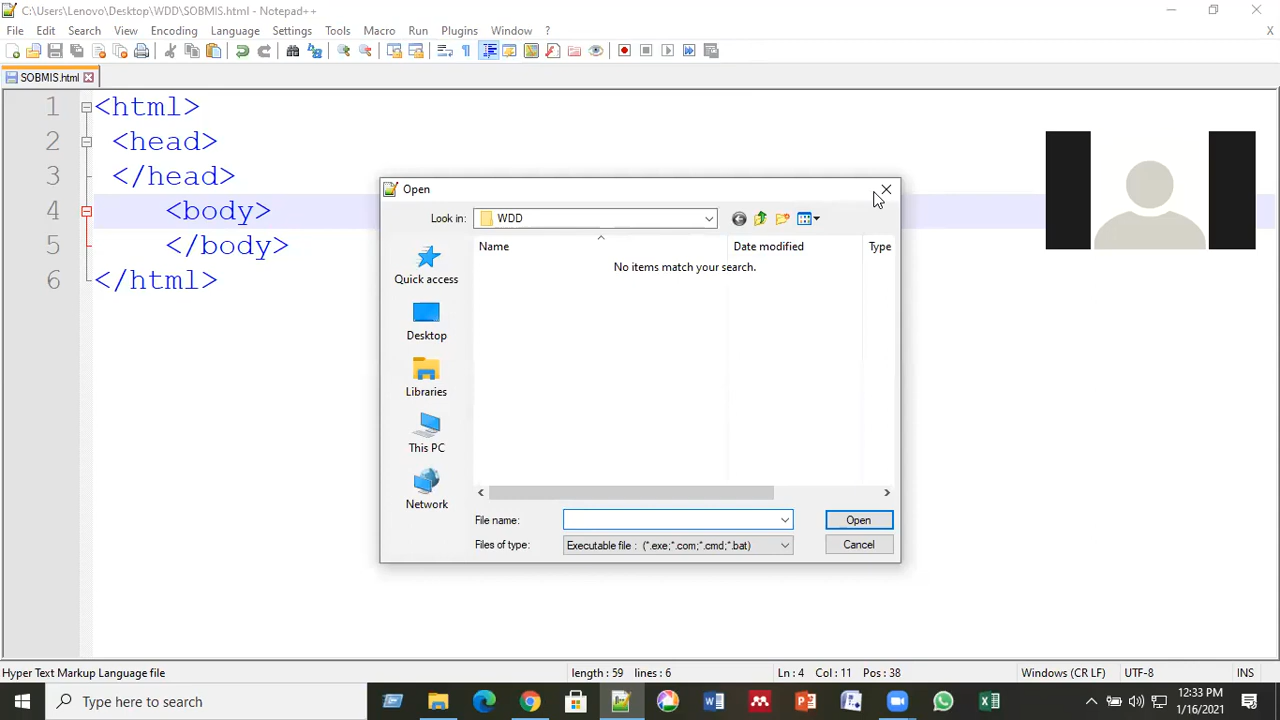 C:\Users\Lenovo\Desktop\WDD\SOBMIS.html - Notepad++
File Edit Search View Encoding Language Settings Tools Macro Run Plugins Window ? X
SOBMIS.html
1 <html>
2 <head>
3 </head>
4 <body>
5 </body>
6 </html>
Open
Look in: WDD
Name Date modified Type
No items match your search.
Quick access
Desktop
Libraries
This PC
Network
File name: Open
Files of type: Executable file : (*.exe;*.com;*.cmd;*.bat) Cancel
Hyper Text Markup Language file length : 59 lines : 6 Ln : 4 Col : 11 Pos : 38 Windows (CR LF) UTF-8 INS
Type here to search
12:33 PM
1/16/2021